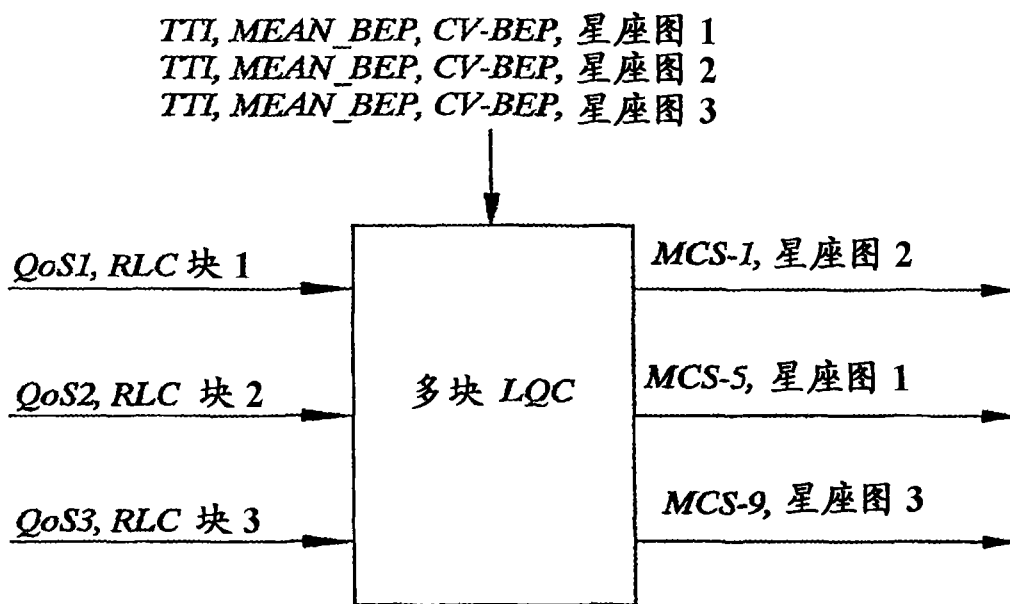 TTI, MEAN_BEP, CV-BEP, 星座图 1
TTI, MEAN_BEP, CV-BEP, 星座图 2
TTI, MEAN_BEP, CV-BEP, 星座图 3
QoS1, RLC 块 1
MCS-1, 星座图 2
QoS2, RLC 块 2
多块 LQC
MCS-5, 星座图 1
QoS3, RLC 块 3
MCS-9, 星座图 3